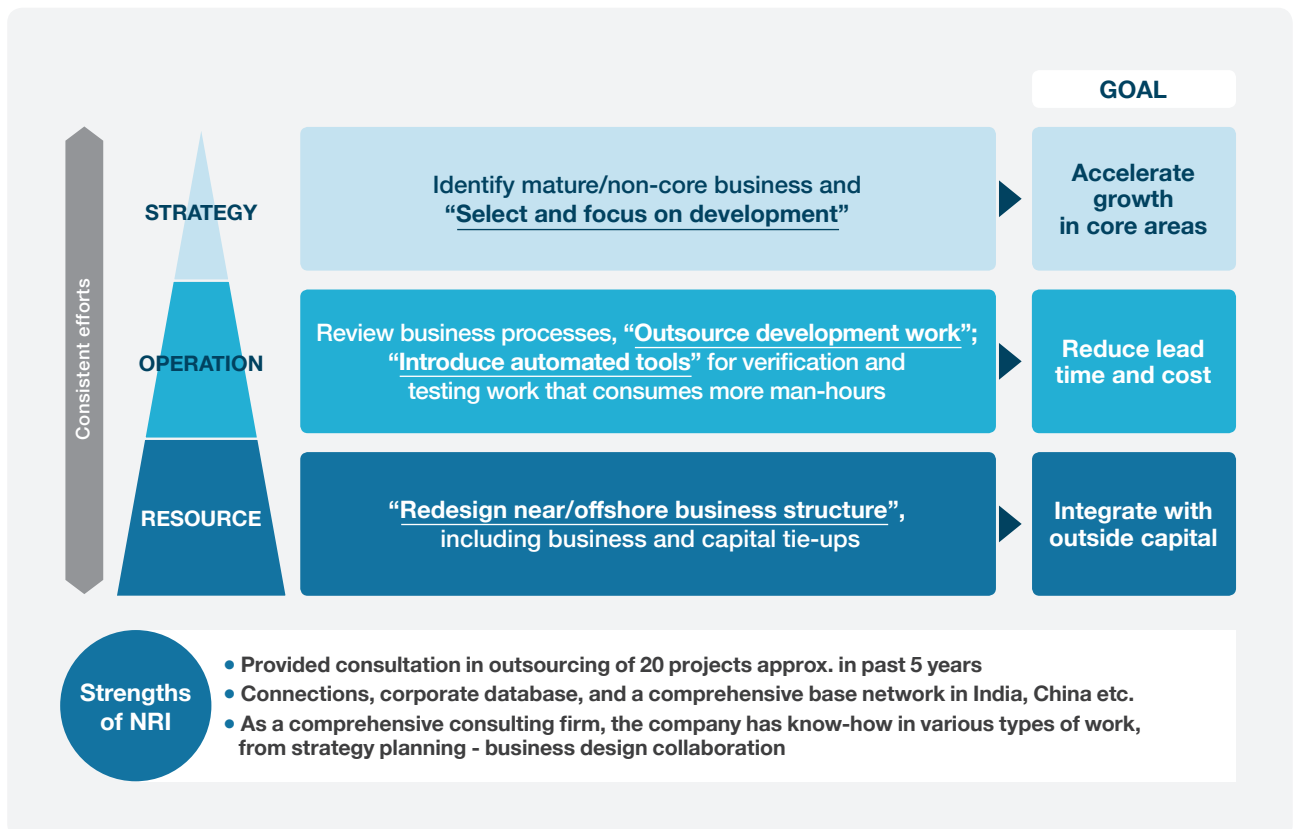 GOAL
Consistent efforts
STRATEGY
Identify mature/non-core business and
“Select and focus on development”
Accelerate
growth
in core areas
OPERATION
Review business processes, “Outsource development work”;
“Introduce automated tools” for verification and
testing work that consumes more man-hours
Reduce lead
time and cost
RESOURCE
“Redesign near/offshore business structure”,
including business and capital tie-ups
Integrate with
outside capital
Strengths
of NRI
• Provided consultation in outsourcing of 20 projects approx. in past 5 years
• Connections, corporate database, and a comprehensive base network in India, China etc.
• As a comprehensive consulting firm, the company has know-how in various types of work,
from strategy planning - business design collaboration